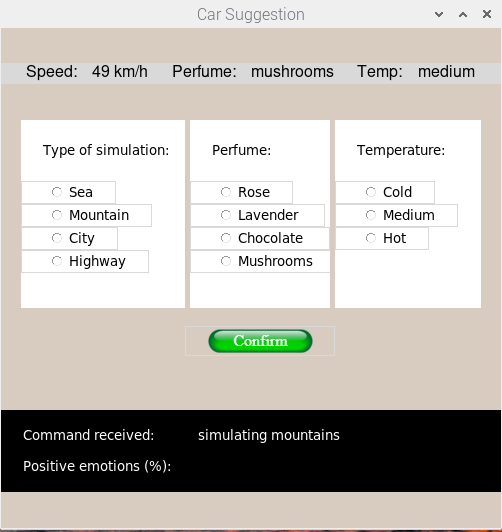 Car Suggestion
Speed: 49 km/h Perfume: mushrooms Temp: medium
Type of simulation: Perfume: Temperature:
Sea Rose Cold
Mountain Lavender Medium
City Chocolate Hot
Highway Mushrooms
Confirm
Command received: simulating mountains
Positive emotions (%):